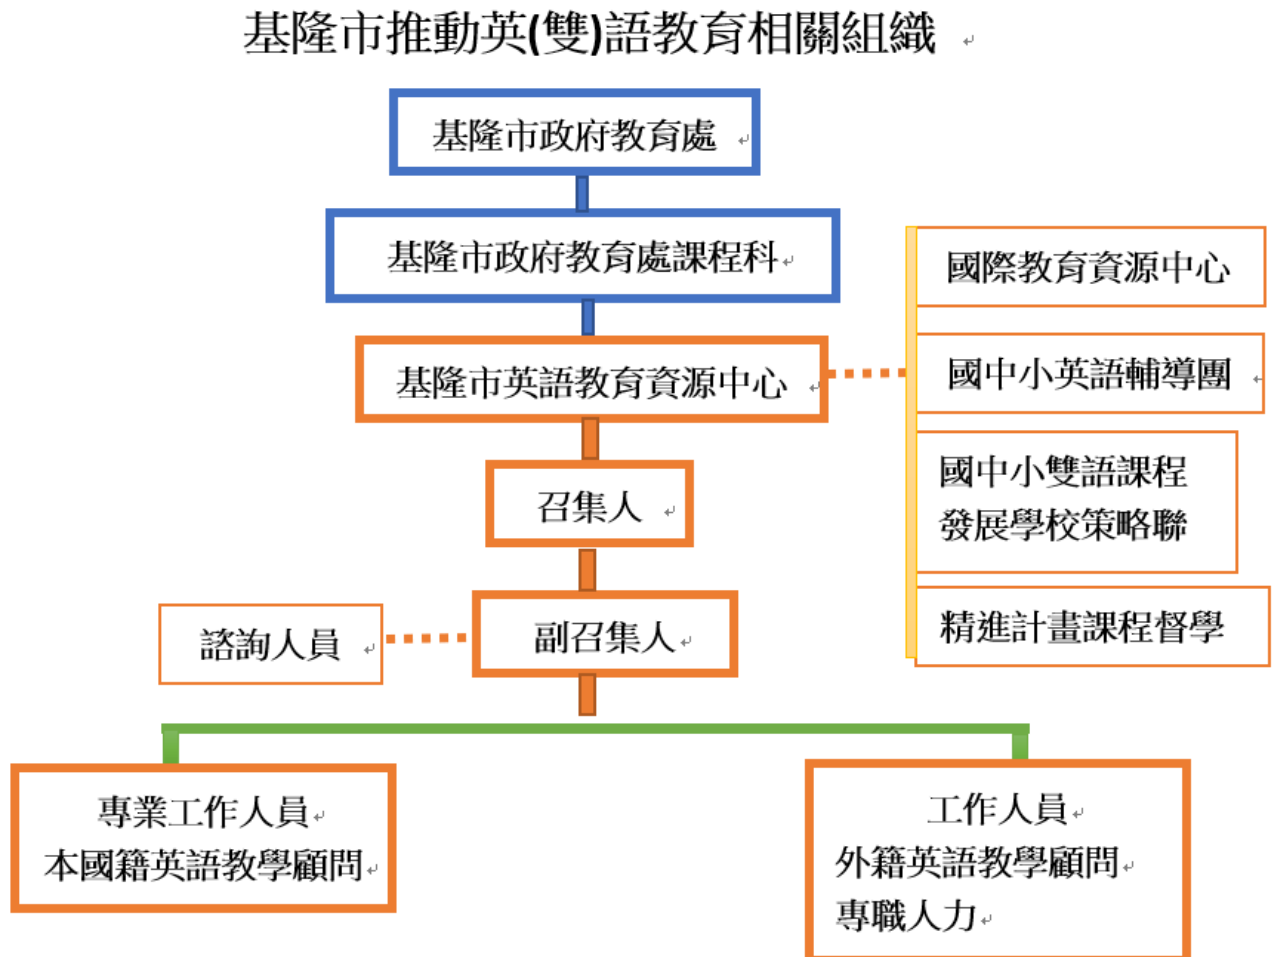 基隆市推動英(雙)語教育相關組織
基隆市政府教育處
基隆市政府教育處課程科
基隆市英語教育資源中心
國際教育資源中心
國中小英語輔導團
國中小雙語課程
發展學校策略聯
精進計畫課程督學
召集人
副召集人
諮詢人員
專業工作人員
本國籍英語教學顧問
工作人員
外籍英語教學顧問
專職人力